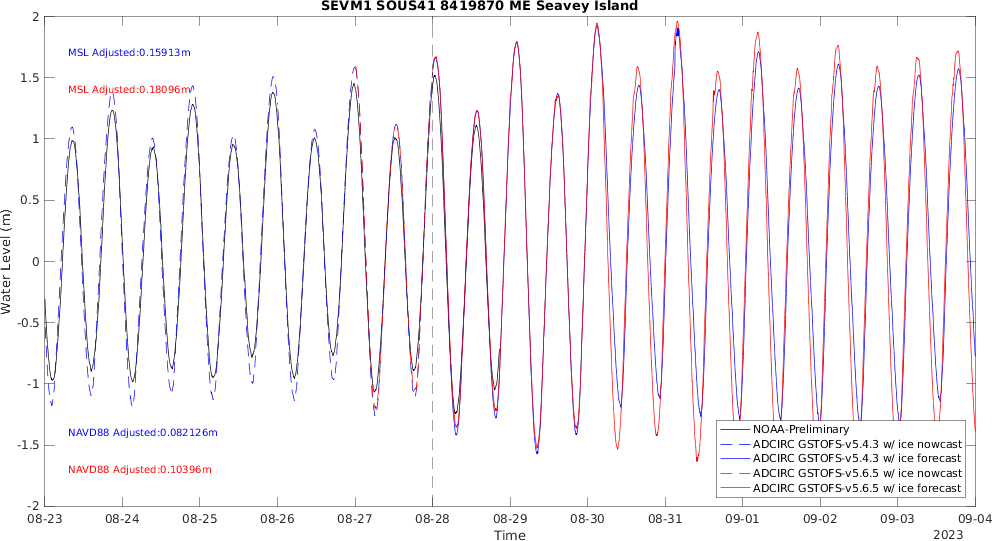 SEVM1 SOUS41 8419870 ME Seavey Island
2
1.5
1
0.5
0
-0.5
-1
-1.5
-2
Water Level (m)
MSL Adjusted:0.15913m
MSL Adjusted:0.18096m
NAVD88 Adjusted:0.082126m
NAVD88 Adjusted:0.10396m
NOAA-Preliminary
ADCIRC GSTOFS-v5.4.3 w/ ice nowcast
ADCIRC GSTOFS-v5.4.3 w/ ice forecast
ADCIRC GSTOFS-v5.6.5 w/ ice nowcast
ADCIRC GSTOFS-v5.6.5 w/ ice forecast
08-23 08-24 08-25 08-26 08-27 08-28 08-29 08-30 08-31 09-01 09-02 09-03 09-04
Time
2023